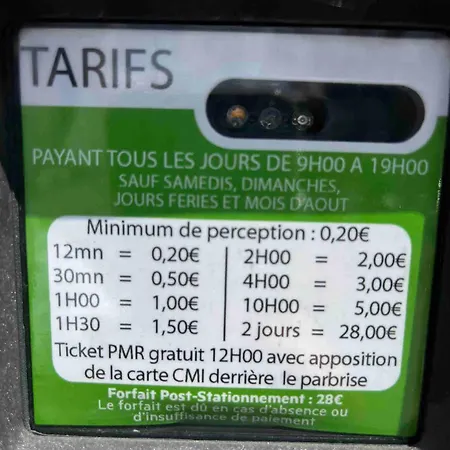 TARIFS
PAYANT TOUS LES JOURS DE 9H00 A 19H00
SAUF SAMEDIS, DIMANCHES,
JOURS FERIES ET MOIS D'AOUT
Minimum de perception : 0,20€
12mn = 0,20€ 2H00 = 2,00€
30mn = 0,50€ 4H00 = 3,00€
1H00 = 1,00€ 10H00 = 5,00€
1H30 = 1,50€ 2 jours = 28,00€
Ticket PMR gratuit 12H00 avec apposition
de la carte CMI derrière le parbrise
Forfait Post-Stationnement : 28€
Le forfait est dû en cas d'absence ou
d'insuffisance de paiement